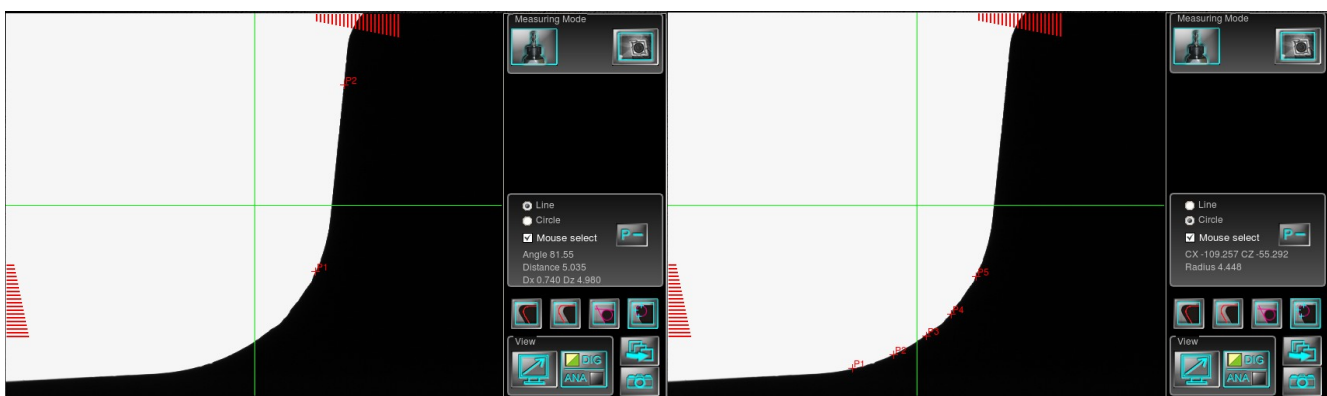 Measuring Mode
P2
P1
Line
Circle
Mouse select
P
Angle 81.55
Distance 5.035
Dx 0.740 Dz 4.980
View
DIG
ANA
Measuring Mode
P5
P4
P3
P2
P1
Line
Circle
Mouse select
P
CX -109.257 CZ -55.292
Radius 4.448
View
DIG
ANA